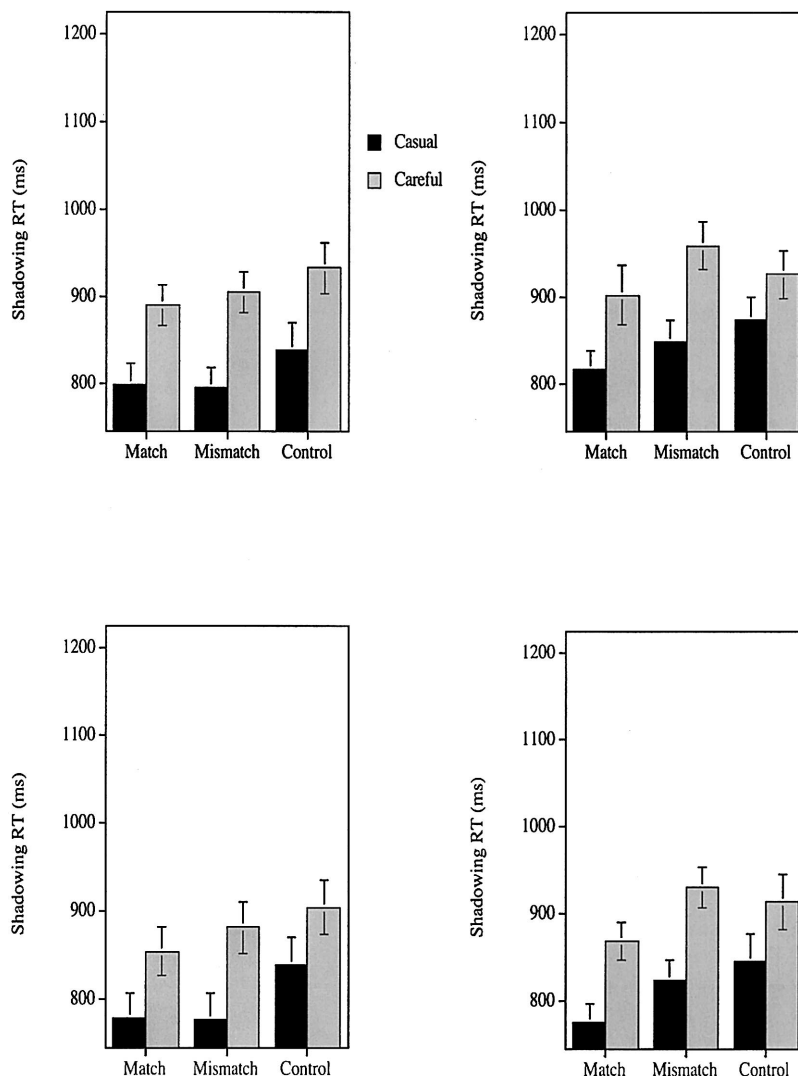 1200
1100
1000
900
800
Shadowing RT (ms)
Match Mismatch Control
Casual
Careful
1200
1100
1000
900
800
Shadowing RT (ms)
Match Mismatch Control
1200
1100
1000
900
800
Shadowing RT (ms)
Match Mismatch Control
1200
1100
1000
900
800
Shadowing RT (ms)
Match Mismatch Control